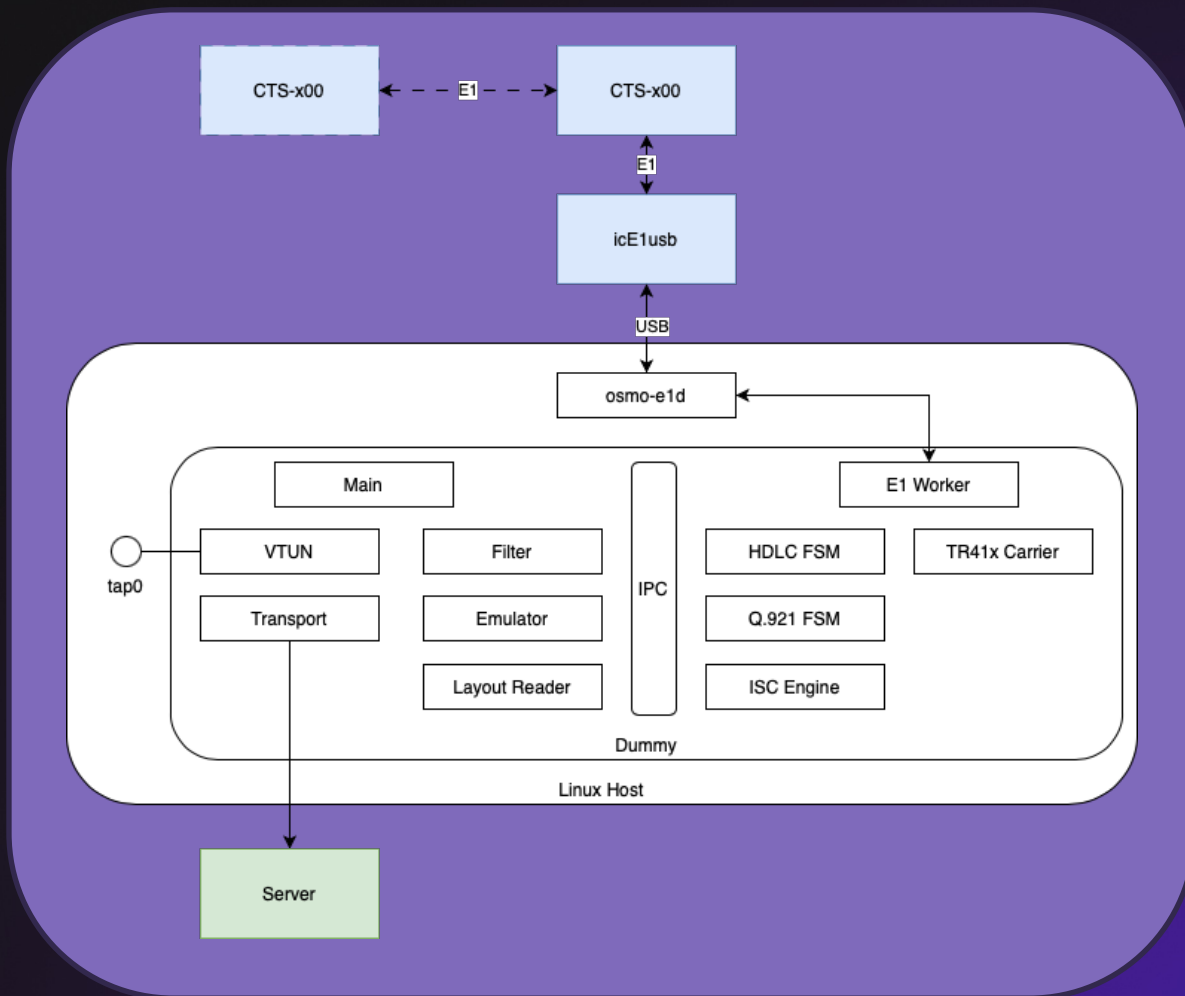 CTS-x00
E1
CTS-x00
E1
icE1usb
USB
osmo-e1d
Main
E1 Worker
VTUN
Filter
HDLC FSM
TR41x Carrier
tap0
IPC
Transport
Emulator
Q.921 FSM
Layout Reader
ISC Engine
Dummy
Linux Host
Server